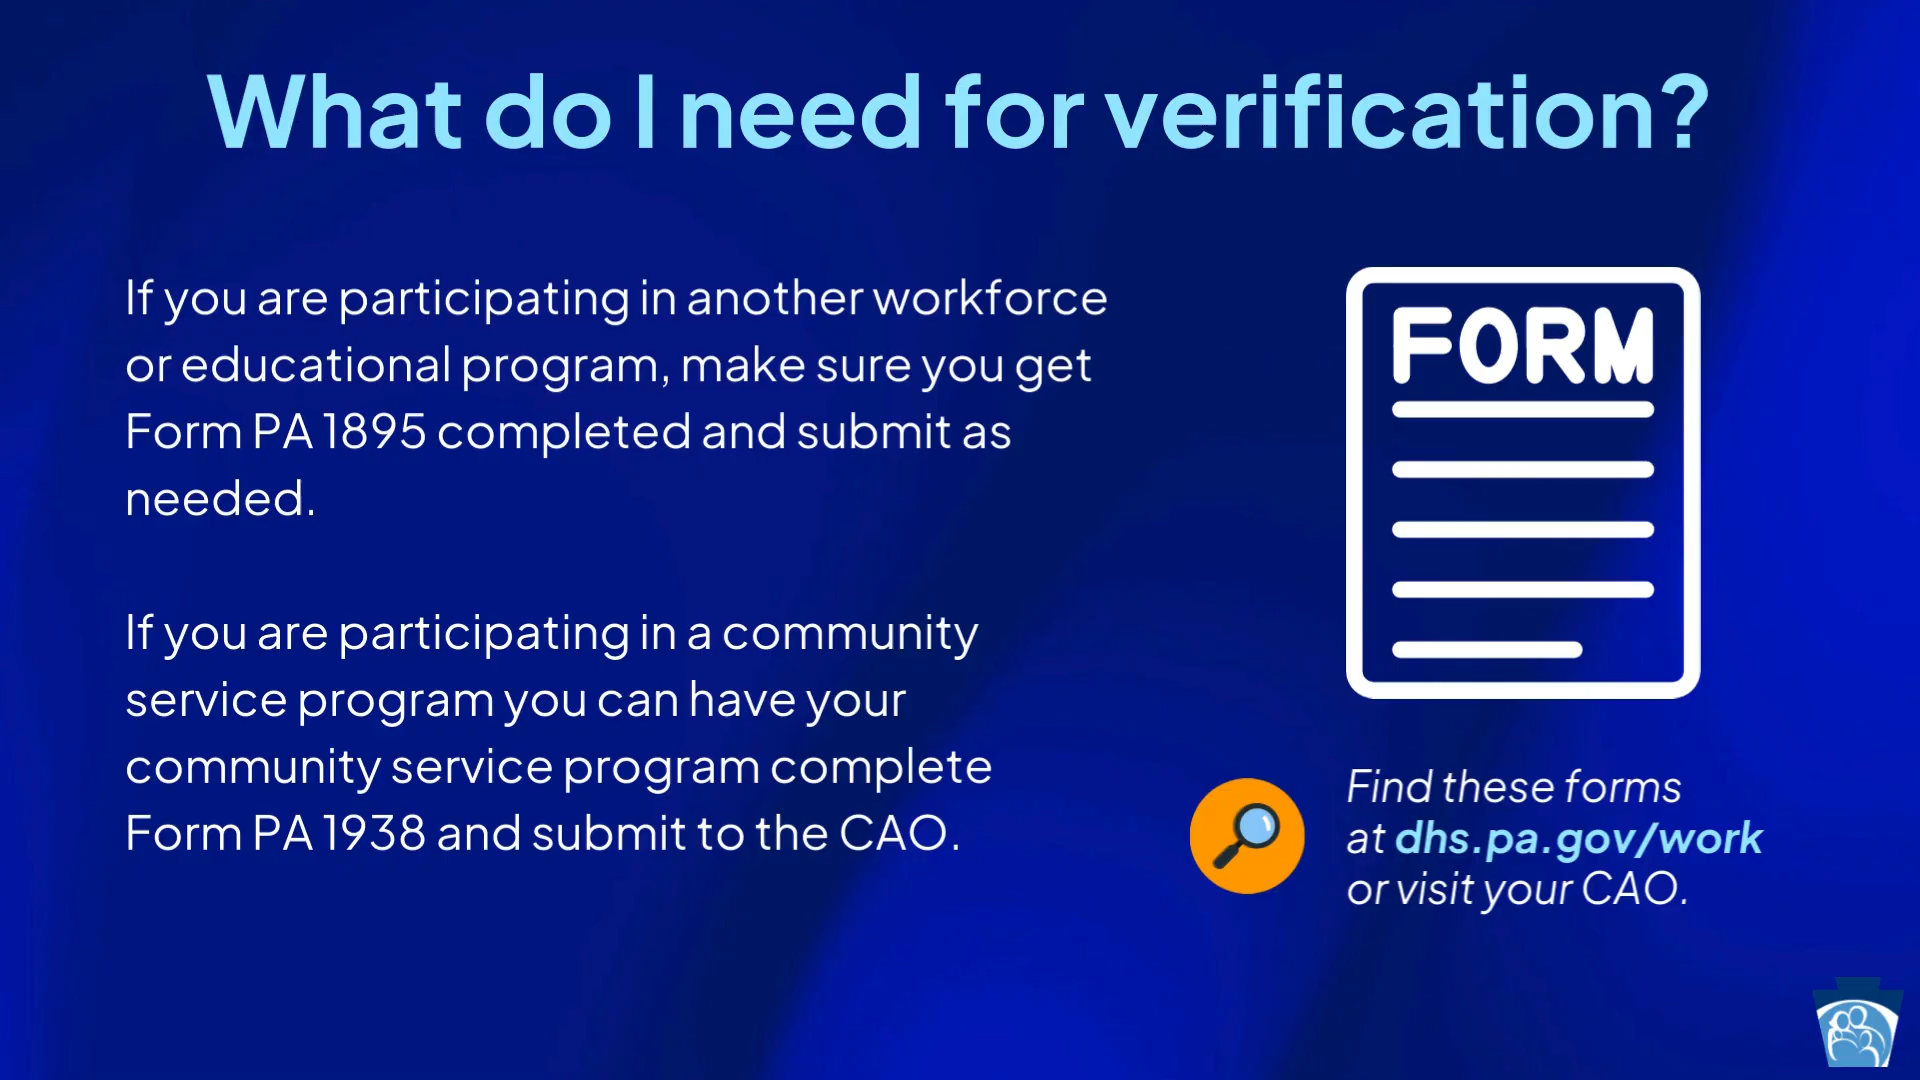 What do I need for verification?
If you are participating in another workforce
or educational program, make sure you get
Form PA 1895 completed and submit as
needed.
If you are participating in a community
service program you can have your
community service program complete
Form PA 1938 and submit to the CAO.
FORM
Find these forms
at dhs.pa.gov/work
or visit your CAO.